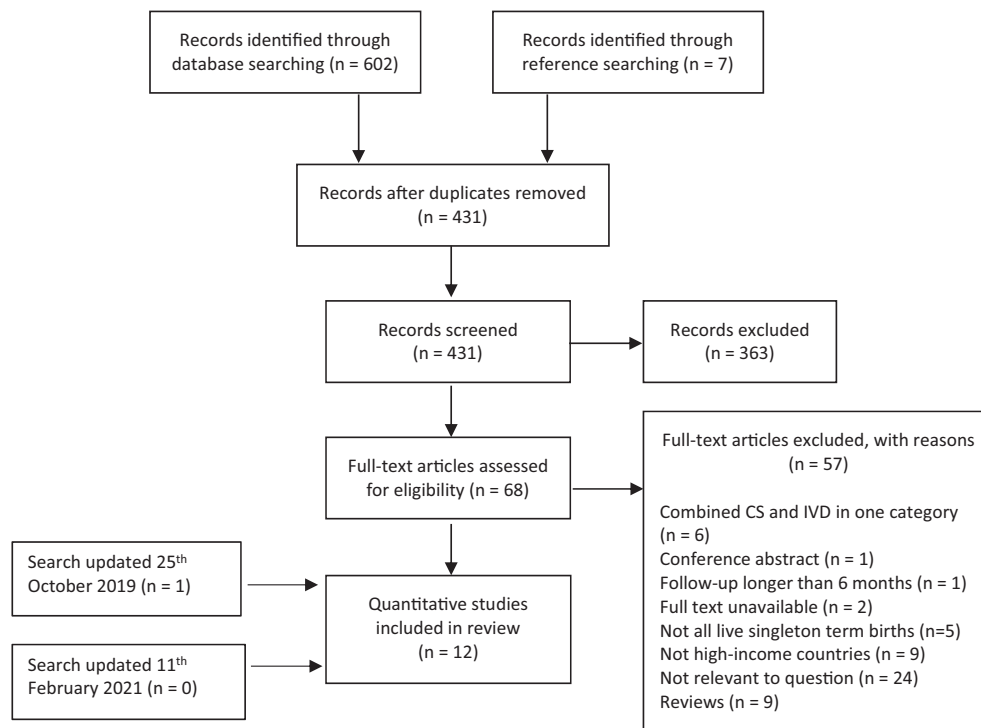 Records identified through
database searching (n = 602)
Records identified through
reference searching (n = 7)
Records after duplicates removed
(n = 431)
Records screened
(n = 431)
Records excluded
(n = 363)
Full-text articles assessed
for eligibility (n = 68)
Full-text articles excluded, with reasons
(n = 57)
Combined CS and IVD in one category
(n = 6)
Conference abstract (n = 1)
Follow-up longer than 6 months (n = 1)
Full text unavailable (n = 2)
Not all live singleton term births (n=5)
Not high-income countries (n = 9)
Not relevant to question (n = 24)
Reviews (n = 9)
Search updated 25th
October 2019 (n = 1)
Quantitative studies
included in review
(n = 12)
Search updated 11th
February 2021 (n = 0)